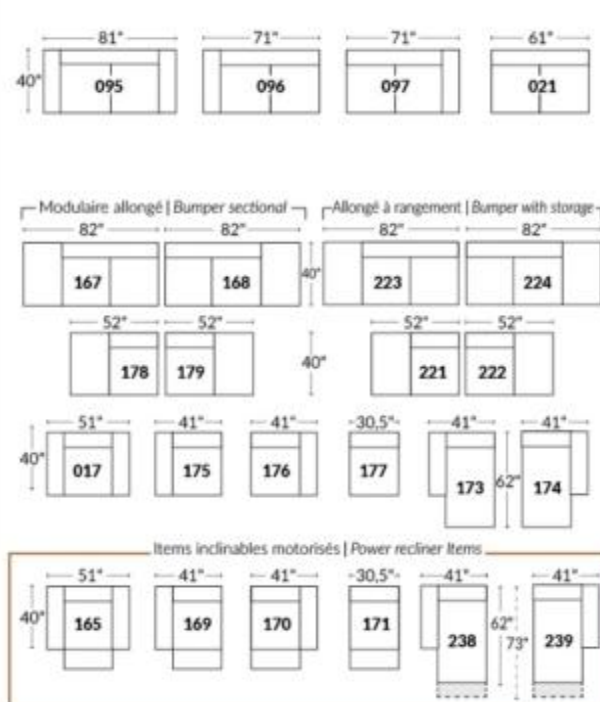 81" 71" 71" 61"
40" 095 096 097 021
Modulaire allongé | Bumper sectional Allongé à rangement | Bumper with storage
82" 82" 82" 82"
167 168 40" 223 224
52" 52" 52" 52"
178 179 40" 221 222
51" 41" 41" 30,5" 41" 41"
40" 017 175 176 177 173 62" 174
Items inclinables motorisés | Power recliner Items
51" 41" 41" 30,5" 41" 41"
40" 165 169 170 171 238 62" 73" 239